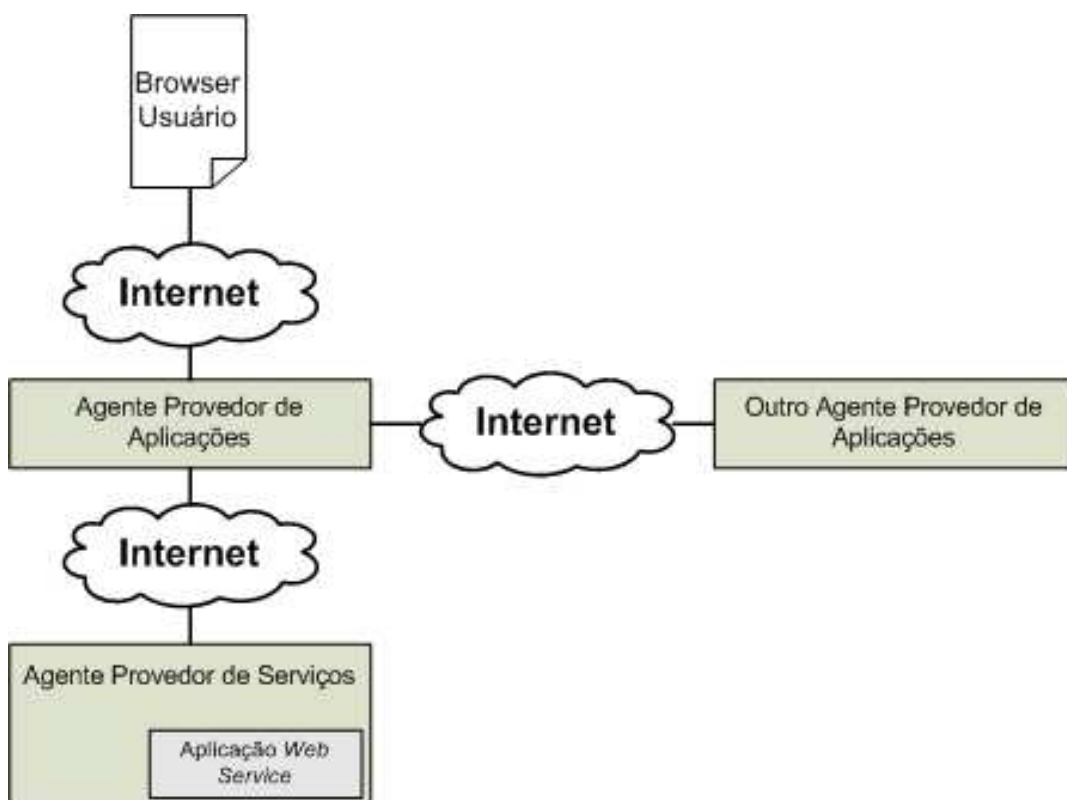 Browser
Usuário
Internet
Agente Provedor de
Aplicações
Internet
Outro Agente Provedor de
Aplicações
Internet
Agente Provedor de Serviços
Aplicação Web
Service